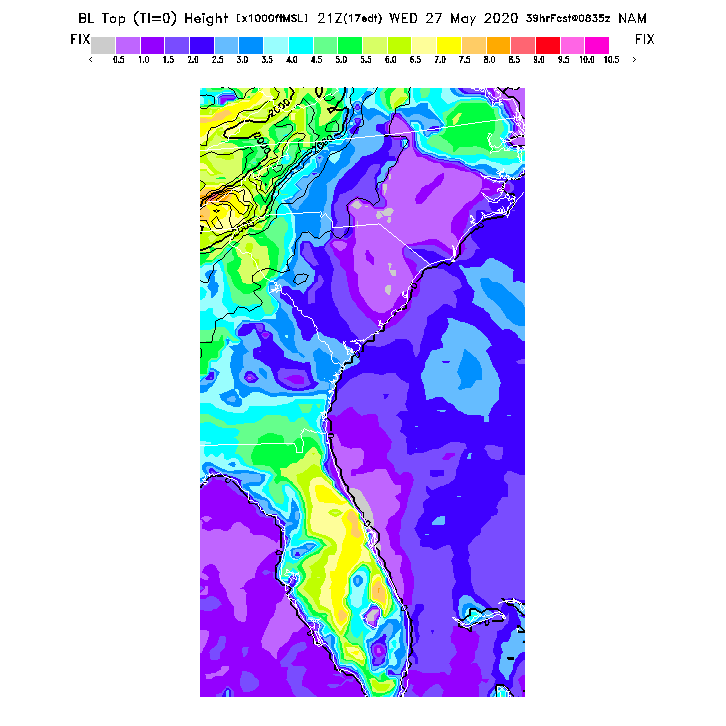 BL Top (TI=0) Height [x1000ftMSL] 21Z(17edt) WED 27 May 2020 39hrFcst@0835z NAM
FIX FIX
< 0.5 1.0 1.5 2.0 2.5 3.0 3.5 4.0 4.5 5.0 5.5 6.0 6.5 7.0 7.5 8.0 8.5 9.0 9.5 10.0 10.5 >
2000
2000
2000